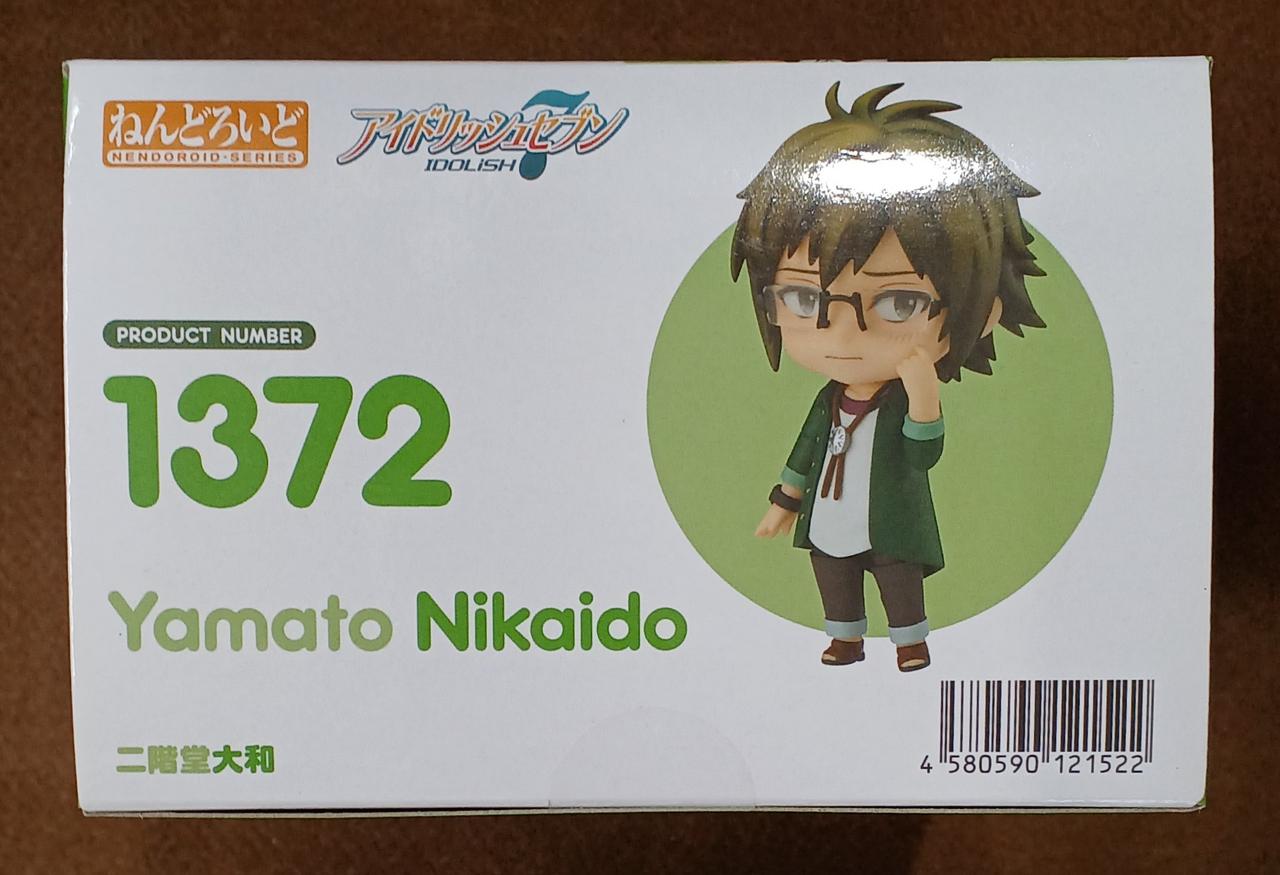 ねんどろいど
NENDOROID·SERIES
アイドリッシュセブン
IDOLiSH7
PRODUCT NUMBER
1372
Yamato Nikaido
二階堂大和
4 580590 121522